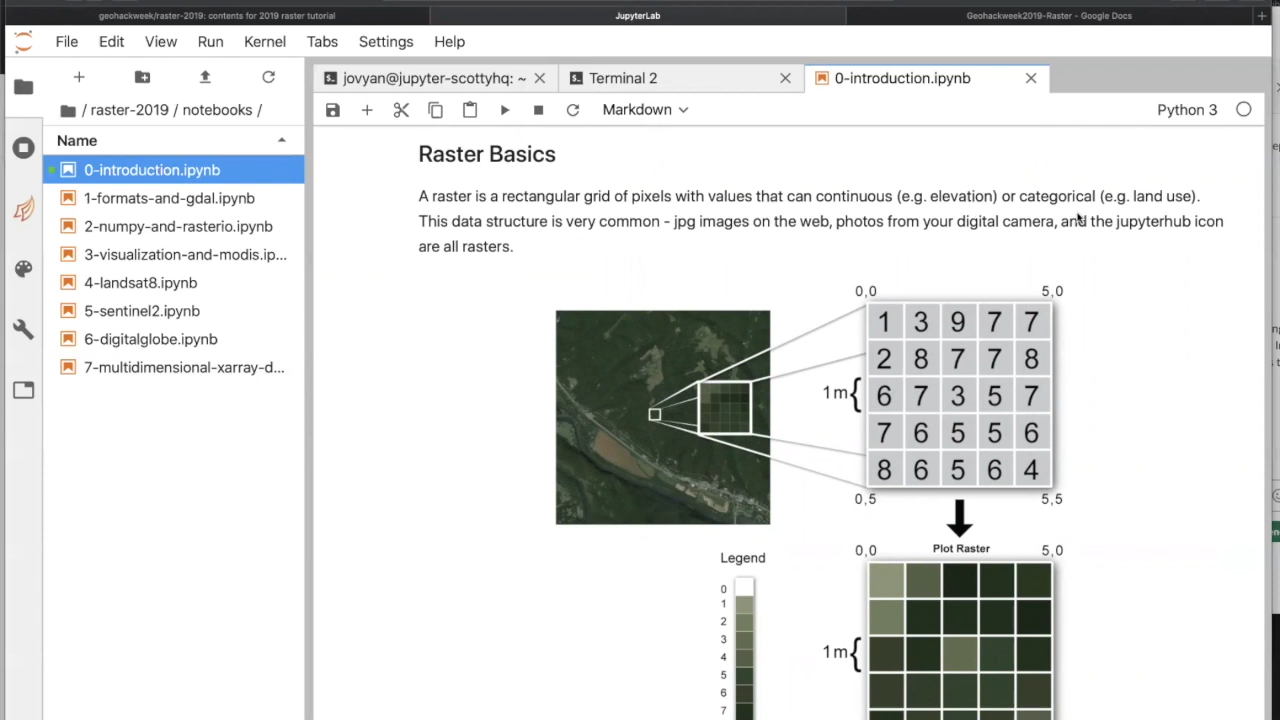 geohackweek/raster-2019: contents for 2019 raster tutorial
JupyterLab
Geohackweek2019-Raster - Google Docs
File Edit View Run Kernel Tabs Settings Help
jovyan@jupyter-scottyhq: ~
Terminal 2
0-introduction.ipynb
/ raster-2019 / notebooks /
Markdown
Python 3
Name
0-introduction.ipynb
1-formats-and-gdal.ipynb
2-numpy-and-rasterio.ipynb
3-visualization-and-modis.ip...
4-landsat8.ipynb
5-sentinel2.ipynb
6-digitalglobe.ipynb
7-multidimensional-xarray-d...
Raster Basics
A raster is a rectangular grid of pixels with values that can continuous (e.g. elevation) or categorical (e.g. land use).
This data structure is very common - jpg images on the web, photos from your digital camera, and the jupyterhub icon
are all rasters.
0,0 5,0
1 3 9 7 7
2 8 7 7 8
1m{ 6 7 3 5 7
7 6 5 5 6
8 6 5 6 4
0,5 5,5
0,0 Plot Raster 5,0
Legend
0
1
2
3
4
5
6
7
1m{